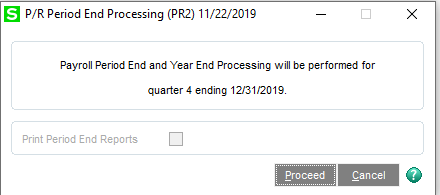 S P/R Period End Processing (PR2) 11/22/2019
Payroll Period End and Year End Processing will be performed for
quarter 4 ending 12/31/2019.
Print Period End Reports
Proceed Cancel ?